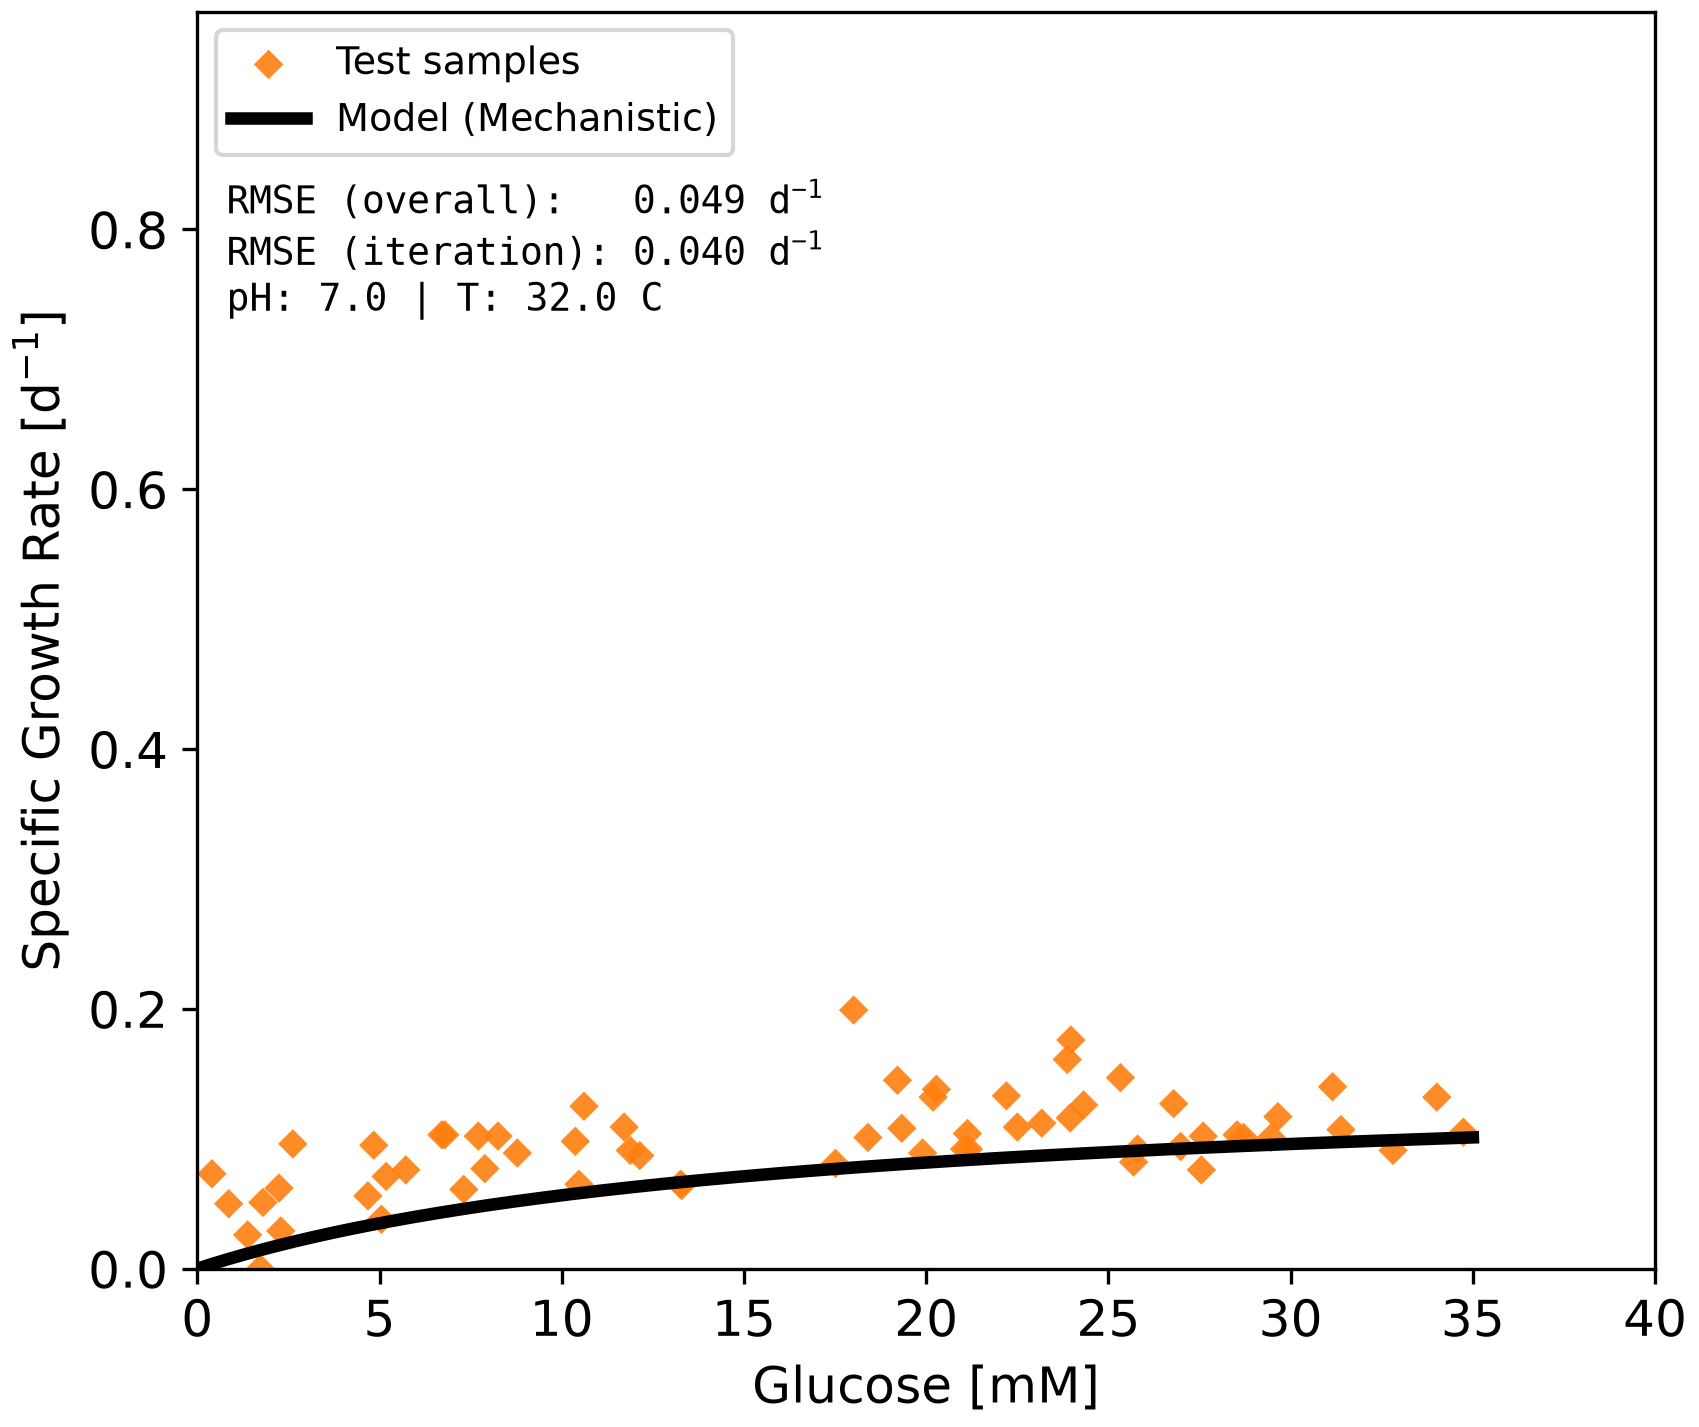 Test samples
Model (Mechanistic)
RMSE (overall):   0.049 d⁻¹
RMSE (iteration): 0.040 d⁻¹
pH: 7.0 | T: 32.0 C
Specific Growth Rate [d⁻¹]
0.8
0.6
0.4
0.2
0.0
0 5 10 15 20 25 30 35 40
Glucose [mM]